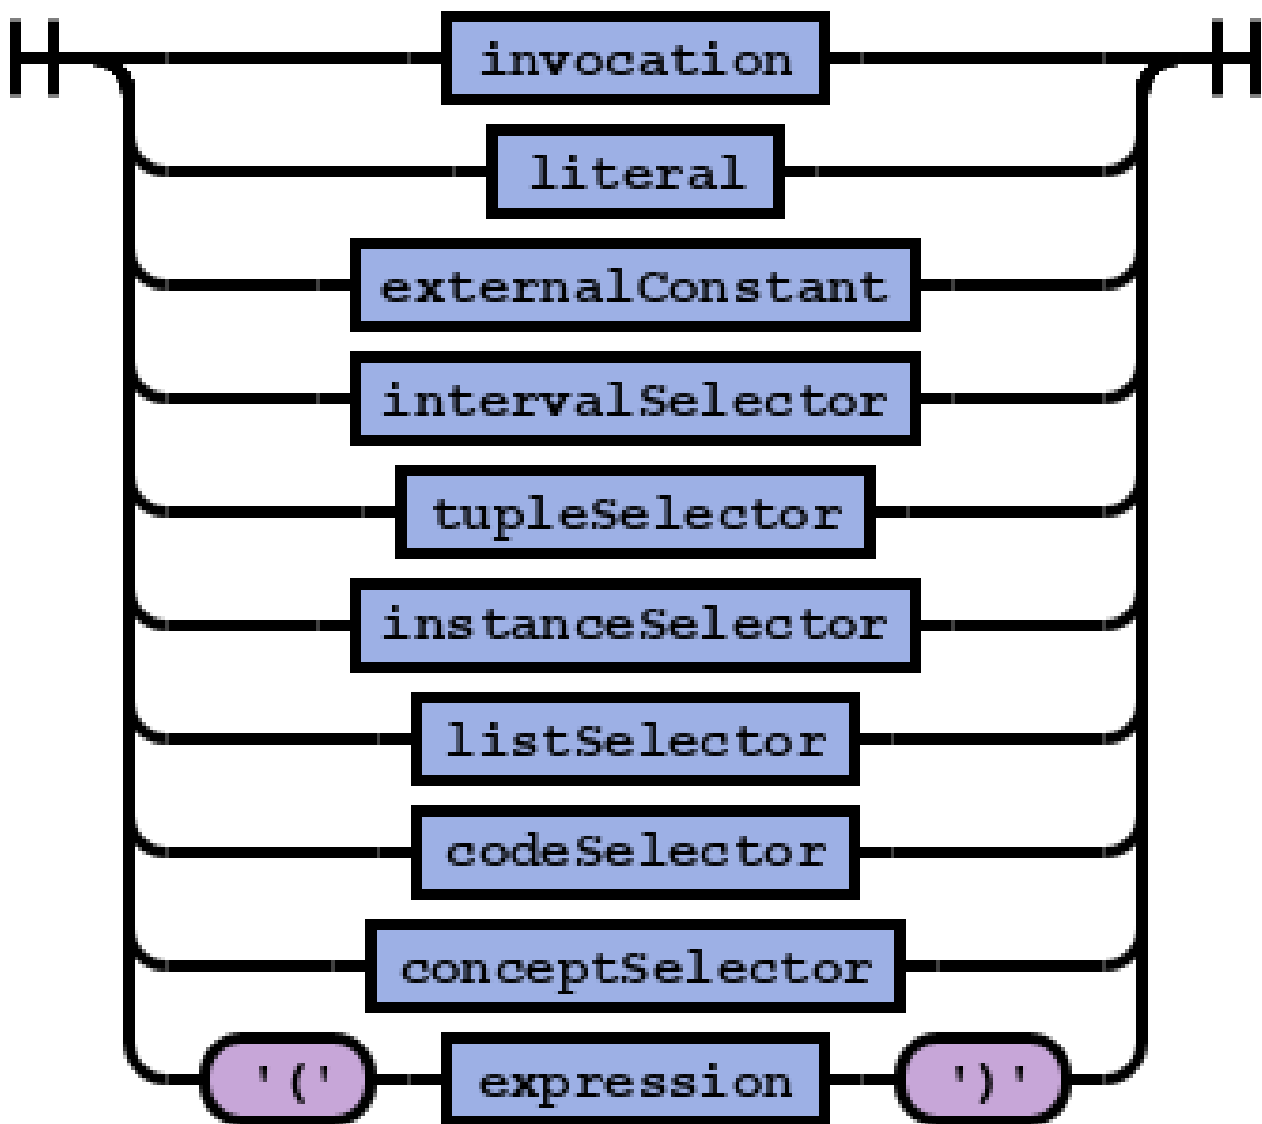 invocation
literal
externalConstant
intervalSelector
tupleSelector
instanceSelector
listSelector
codeSelector
conceptSelector
'(' expression ')'